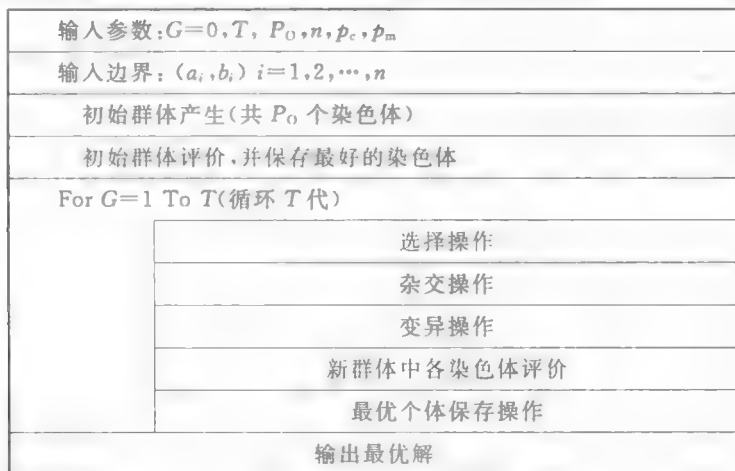 输入参数:G=0,T, P₀,n,p_c,p_m
输入边界: (a_i,b_i) i=1,2,…,n
初始群体产生(共 P₀ 个染色体)
初始群体评价,并保存最好的染色体
For G=1 To T(循环 T 代)
选择操作
杂交操作
变异操作
新群体中各染色体评价
最优个体保存操作
输出最优解